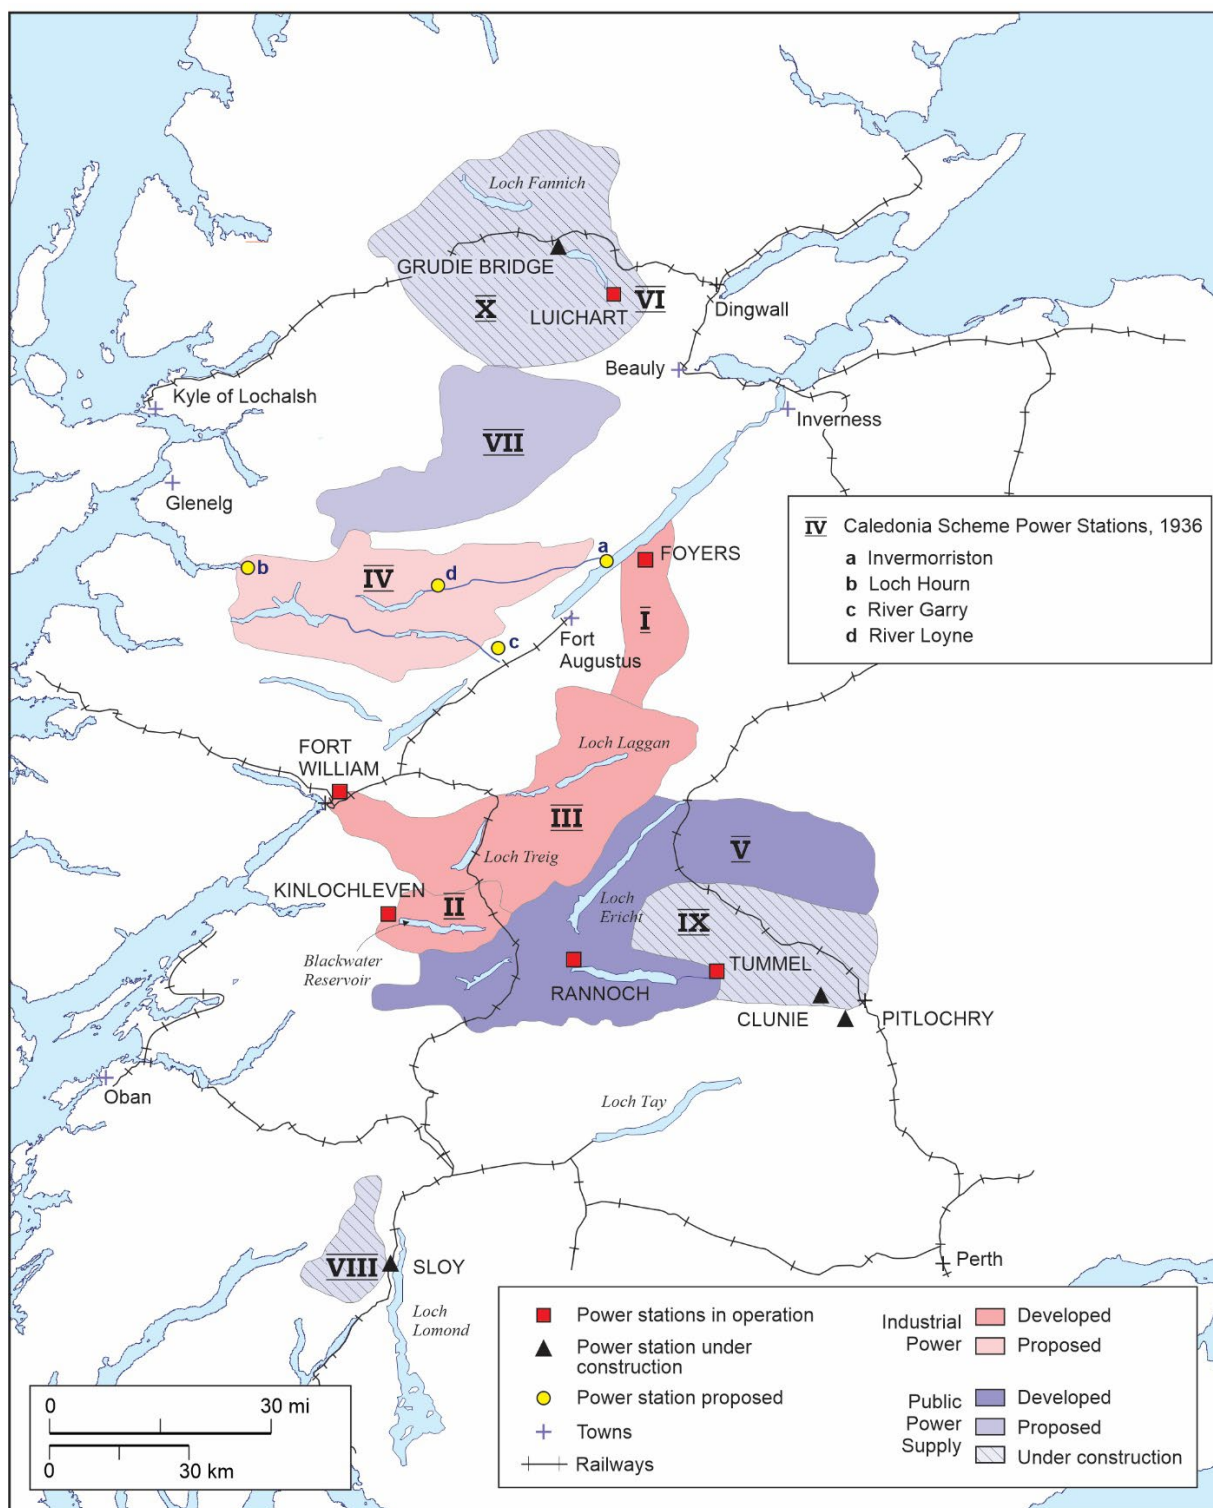 Loch Fannich
GRUDIE BRIDGE
X
VI
LUICHART
Dingwall
Beauly
Kyle of Lochalsh
Inverness
VII
Glenelg
IV Caledonia Scheme Power Stations, 1936
a Invermorriston
b Loch Hourn
c River Garry
d River Loyne
a
FOYERS
b
IV
d
I
c
Fort
Augustus
FORT
WILLIAM
Loch Laggan
III
Loch Treig
V
KINLOCHLEVEN
II
Loch
Ericht
IX
Blackwater
Reservoir
TUMMEL
RANNOCH
CLUNIE
PITLOCHRY
Oban
Loch Tay
VIII
SLOY
Perth
Loch
Lomond
Power stations in operation
Power station under
construction
Power station proposed
Towns
Railways
Industrial
Power
Developed
Proposed
Public
Power
Supply
Developed
Proposed
Under construction
0 30 mi
0 30 km